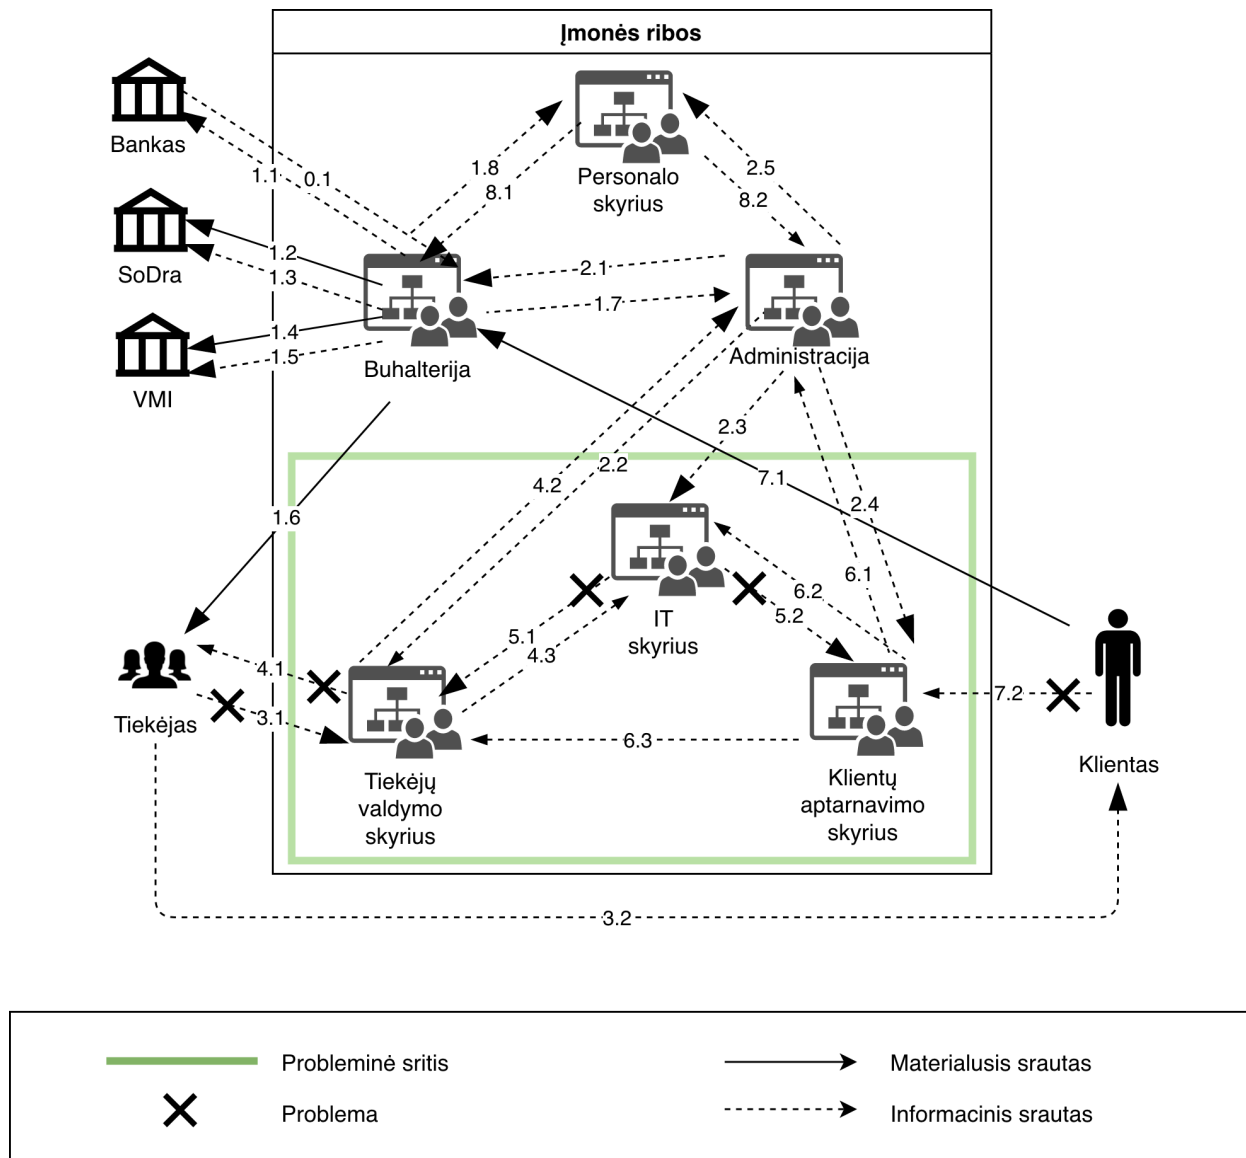 Įmonės ribos
Bankas
Personalo
skyrius
1.1
0.1
1.8
8.1
2.5
8.2
SoDra
1.2
1.3
2.1
1.7
1.4
1.5
VMI
Buhalterija
Administracija
2.3
2.2
4.2
7.1
2.4
1.6
6.1
6.2
5.2
IT
skyrius
5.1
4.3
4.1
3.1
Tiekėjas
7.2
6.3
Klientas
Tiekėjų
valdymo
skyrius
Klientų
aptarnavimo
skyrius
3.2
Probleminė sritis
Materialusis srautas
Problema
Informacinis srautas